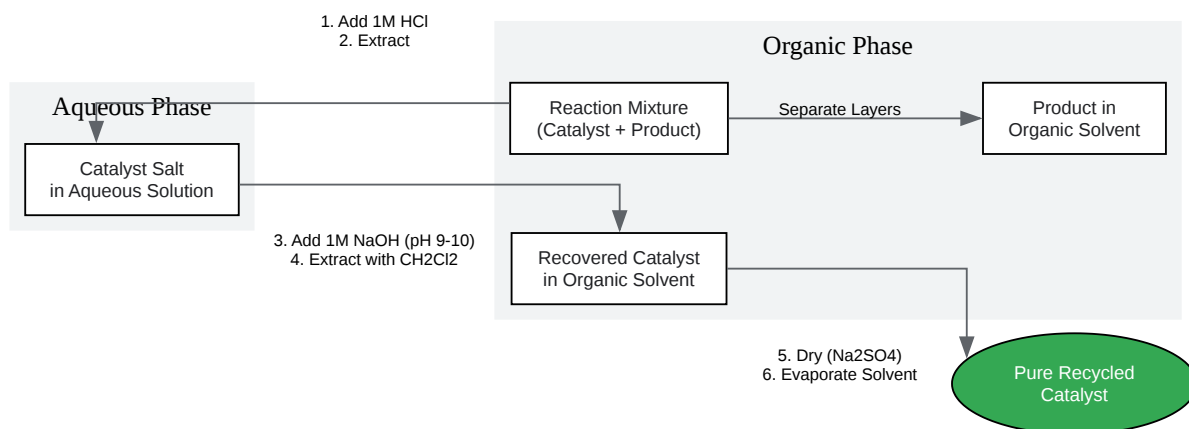 1. Add 1M HCl
2. Extract
Organic Phase
Aqueous Phase
Reaction Mixture
(Catalyst + Product)
Separate Layers
Product in
Organic Solvent
Catalyst Salt
in Aqueous Solution
3. Add 1M NaOH (pH 9-10)
4. Extract with CH2Cl2
Recovered Catalyst
in Organic Solvent
5. Dry (Na2SO4)
6. Evaporate Solvent
Pure Recycled
Catalyst